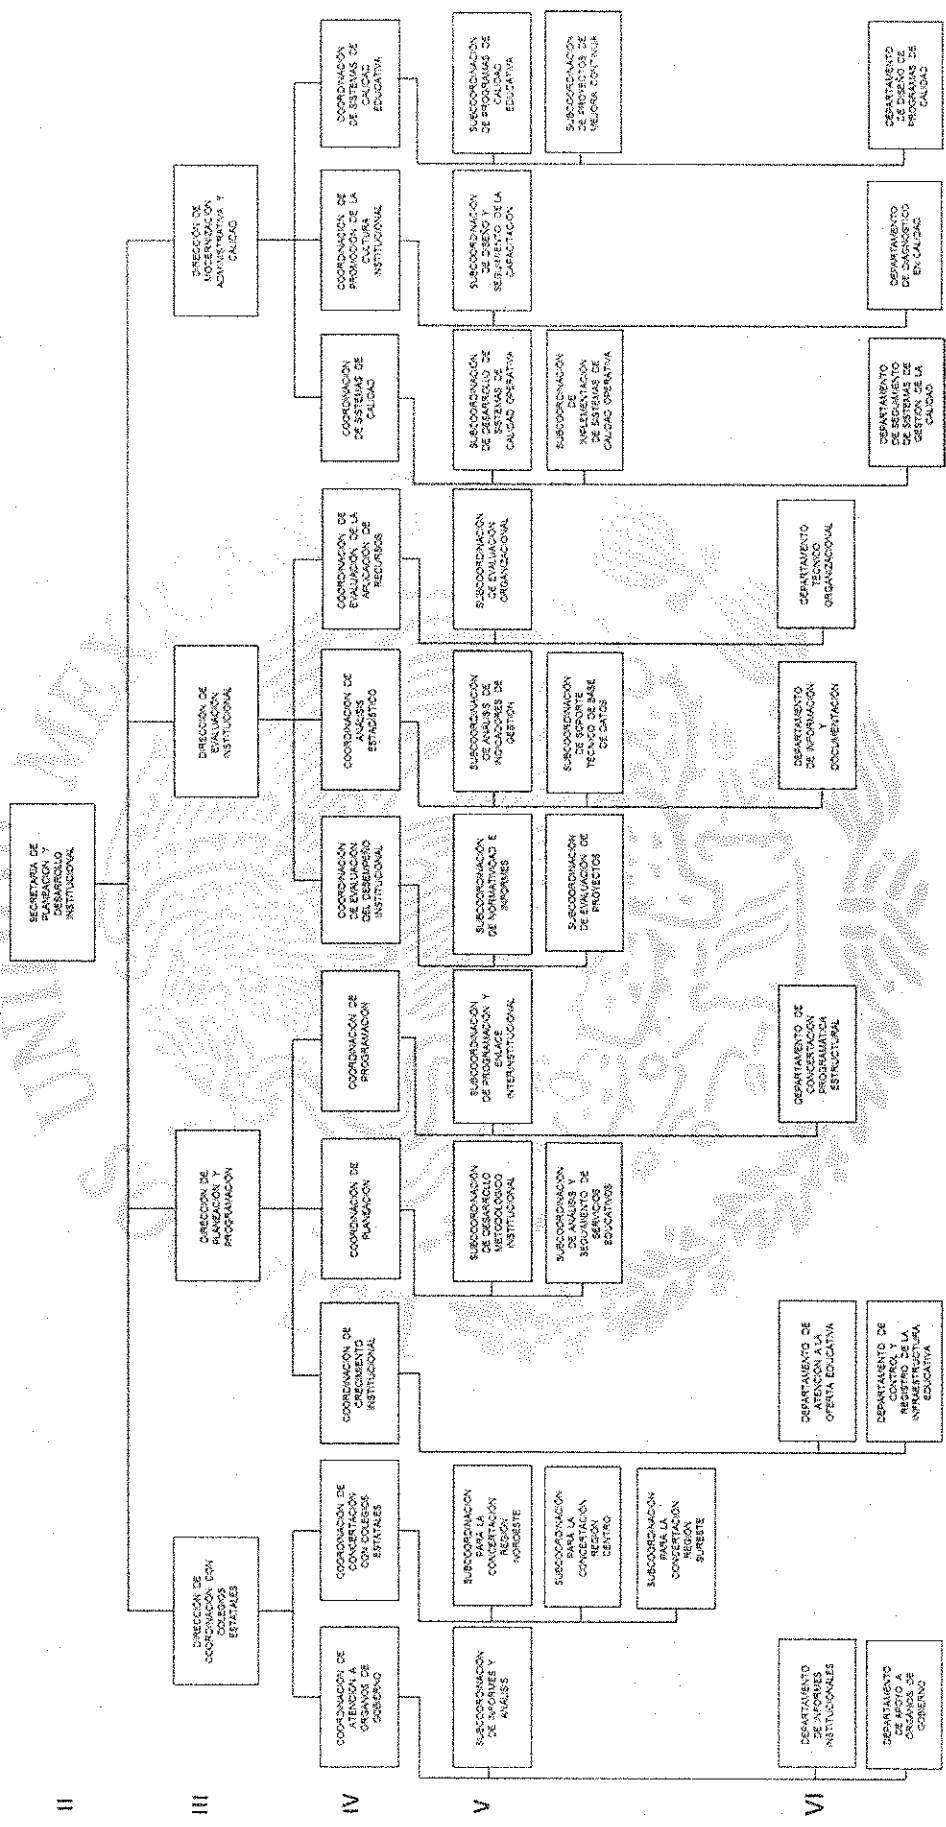 II
SECRETARÍA DE
PLANEACIÓN Y
DESARROLLO
INSTITUCIONAL
III
DIRECCIÓN DE
COORDINACIÓN CON
COLEGIOS
ESTATALES
DIRECCIÓN DE
PLANEACIÓN Y
PROGRAMACIÓN
DIRECCIÓN DE
EVALUACIÓN
INSTITUCIONAL
DIRECCIÓN DE
MODERNIZACIÓN
ADMINISTRATIVA Y
CALIDAD
IV
COORDINACIÓN DE
ATENCIÓN A
ÓRGANOS DE
GOBIERNO
COORDINACIÓN DE
CONCERTACIÓN
CON COLEGIOS
ESTATALES
COORDINACIÓN DE
CRECIMIENTO
INSTITUCIONAL
COORDINACIÓN DE
PLANEACIÓN
COORDINACIÓN DE
PROGRAMACIÓN
COORDINACIÓN
DE EVALUACIÓN
DEL DESEMPEÑO
INSTITUCIONAL
COORDINACIÓN DE
ANÁLISIS
ESTADÍSTICO
COORDINACIÓN DE
EVALUACIÓN DE LA
APLICACIÓN DE
RECURSOS
COORDINACIÓN
DE SISTEMAS DE
CALIDAD
COORDINACIÓN DE
PROMOCIÓN DE LA
CULTURA
INSTITUCIONAL
COORDINACIÓN
DE SISTEMAS DE
CALIDAD
EDUCATIVA
V
SUBCOORDINACIÓN
DE INFORMES Y
ANÁLISIS
SUBCOORDINACIÓN
PARA LA
CONCERTACIÓN
REGIÓN
NOROESTE
SUBCOORDINACIÓN
PARA LA
CONCERTACIÓN
REGIÓN
CENTRO
SUBCOORDINACIÓN
PARA LA
CONCERTACIÓN
REGIÓN
SURESTE
SUBCOORDINACIÓN
DE DESARROLLO
METODOLÓGICO
INSTITUCIONAL
SUBCOORDINACIÓN
DE ANÁLISIS Y
SEGUIMIENTO DE
SERVICIOS
EDUCATIVOS
SUBCOORDINACIÓN
DE PROGRAMACIÓN Y
ENLACE
INTERINSTITUCIONAL
SUBCOORDINACIÓN
DE NORMATIVIDAD E
INFORMES
SUBCOORDINACIÓN
DE EVALUACIÓN DE
PROYECTOS
SUBCOORDINACIÓN
DE ANÁLISIS DE
INDICADORES DE
GESTIÓN
SUBCOORDINACIÓN
DE SOPORTE
TÉCNICO DE BASE
DE DATOS
SUBCOORDINACIÓN
DE EVALUACIÓN
ORGANIZACIONAL
SUBCOORDINACIÓN
DE DESARROLLO DE
SISTEMAS DE
CALIDAD OPERATIVA
SUBCOORDINACIÓN
DE
IMPLEMENTACIÓN
DE SISTEMAS DE
CALIDAD OPERATIVA
SUBCOORDINACIÓN
DE DISEÑO Y
SEGUIMIENTO DE LA
CAPACITACIÓN
SUBCOORDINACIÓN
DE PROGRAMAS DE
CALIDAD
EDUCATIVA
SUBCOORDINACIÓN
DE PROYECTOS DE
MEJORA CONTINUA
VI
DEPARTAMENTO
DE INFORMES
INSTITUCIONALES
DEPARTAMENTO
DE APOYO A
ÓRGANOS DE
GOBIERNO
DEPARTAMENTO DE
ATENCIÓN A LA
OFERTA EDUCATIVA
DEPARTAMENTO DE
CONTROL Y
REGISTRO DE LA
INFRAESTRUCTURA
EDUCATIVA
DEPARTAMENTO DE
CONCERTACIÓN
PROGRAMÁTICA
ESTRUCTURAL
DEPARTAMENTO
DE INFORMACIÓN
Y
DOCUMENTACIÓN
DEPARTAMENTO
TÉCNICO
ORGANIZACIONAL
DEPARTAMENTO
DE SEGUIMIENTO
DE SISTEMAS DE
GESTIÓN DE LA
CALIDAD
DEPARTAMENTO
DE DIAGNÓSTICO
EN CALIDAD
DEPARTAMENTO
DE DISEÑO DE
PROGRAMAS DE
CALIDAD